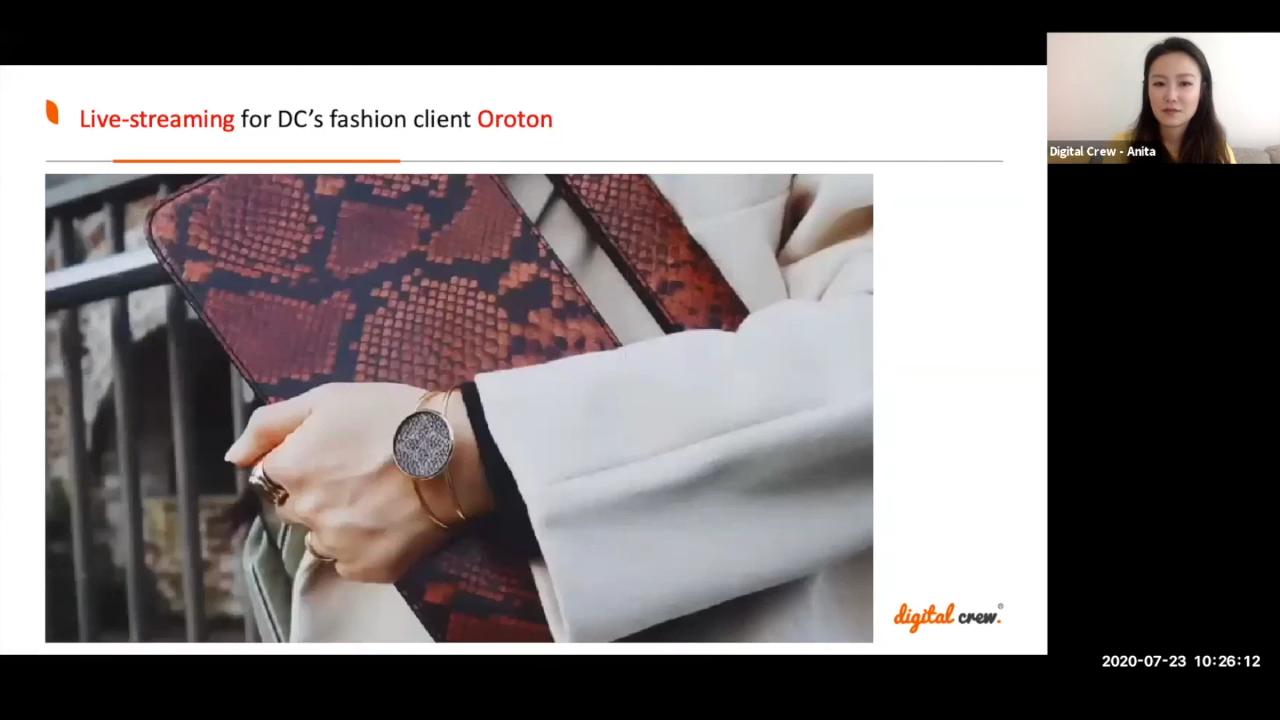 Live-streaming for DC’s fashion client Oroton
Digital Crew - Anita
digital crew.®
2020-07-23 10:26:12